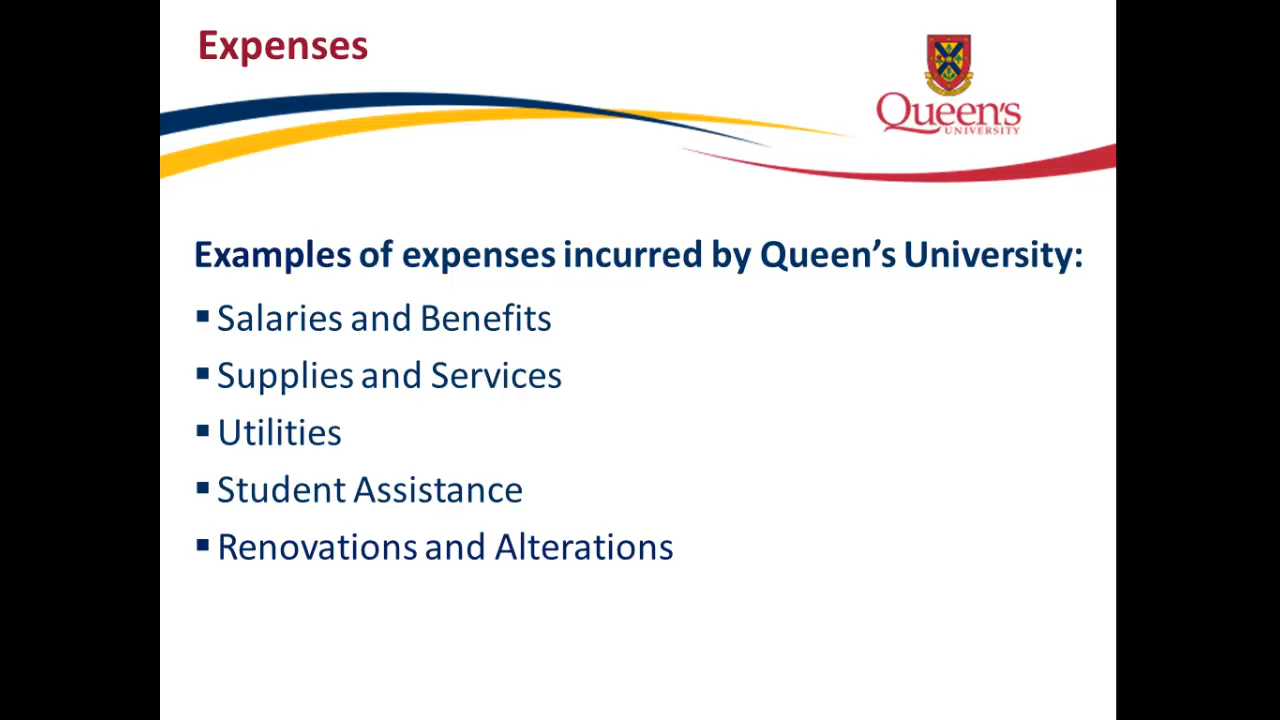 Expenses
Queen's
UNIVERSITY
Examples of expenses incurred by Queen’s University:
▪ Salaries and Benefits
▪ Supplies and Services
▪ Utilities
▪ Student Assistance
▪ Renovations and Alterations